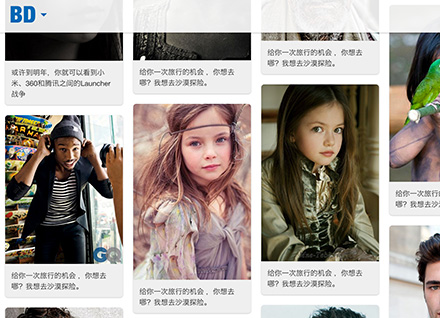 BD
或许到明年，你就可以看到小
米、360和腾讯之间的Launcher
战争
给你一次旅行的机会 ，你想去
哪？我想去沙漠探险。
给你一次旅行的机会 ，你想去
哪？我想去沙漠探险。
GQ
给你一次旅行的机会 ，你想去
哪？我想去沙漠探险。
给你一次旅行的机会 ，你想去
哪？我想去沙漠探险。
给你一次旅行的机会 ，你想去
哪？我想去沙漠探险。
给你一次
哪？我想去